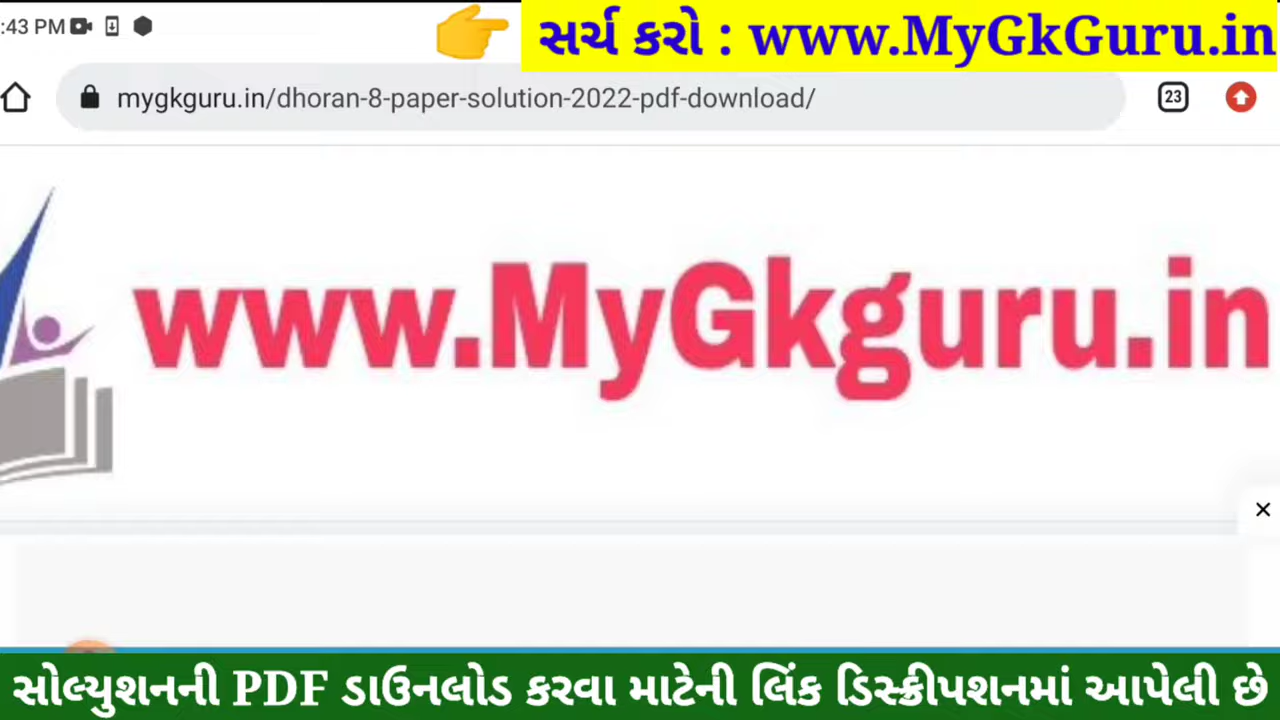 :43 PM
સર્ચ કરો : www.MyGkGuru.in
mygkguru.in/dhoran-8-paper-solution-2022-pdf-download/
23
www.MyGkguru.in
સોલ્યુશનની PDF ડાઉનલોડ કરવા માટેની લિંક ડિસ્ક્રીપશનમાં આપેલી છે